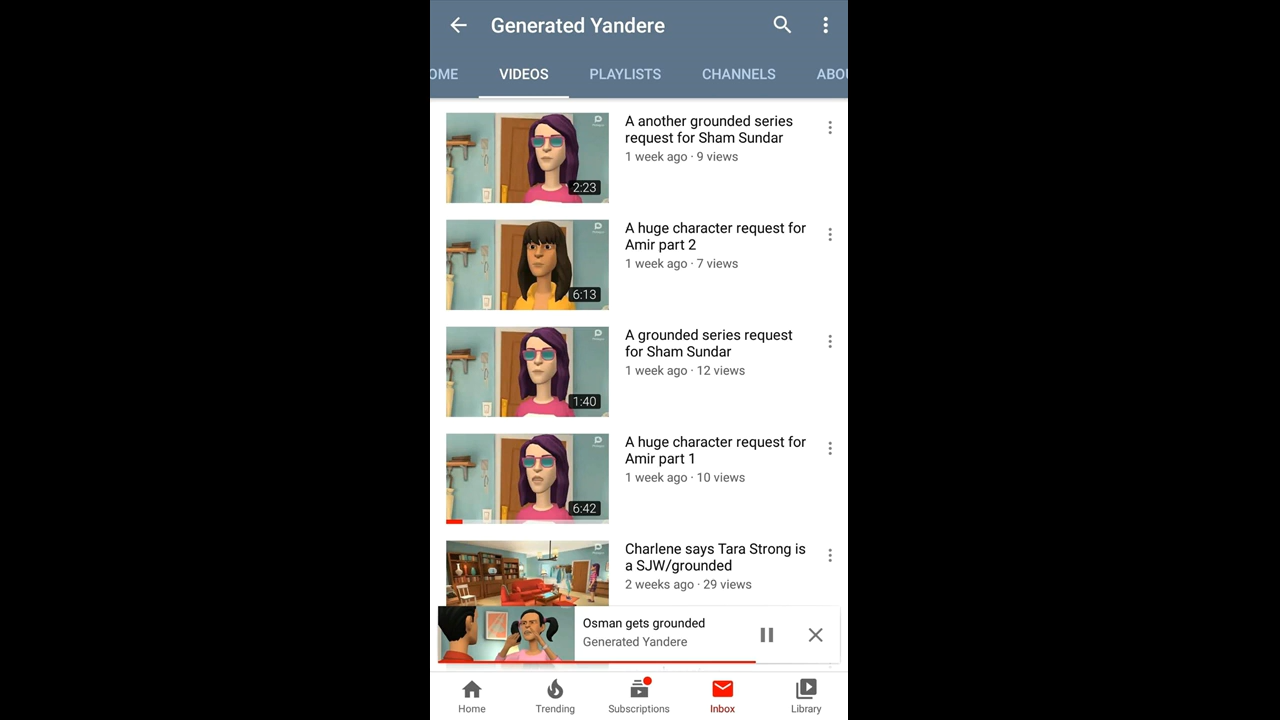 Generated Yandere
OME VIDEOS PLAYLISTS CHANNELS ABOU
A another grounded series
request for Sham Sundar
1 week ago · 9 views
2:23
A huge character request for
Amir part 2
1 week ago · 7 views
6:13
A grounded series request
for Sham Sundar
1 week ago · 12 views
1:40
A huge character request for
Amir part 1
1 week ago · 10 views
6:42
Charlene says Tara Strong is
a SJW/grounded
2 weeks ago · 29 views
Osman gets grounded
Generated Yandere
Home Trending Subscriptions Inbox Library